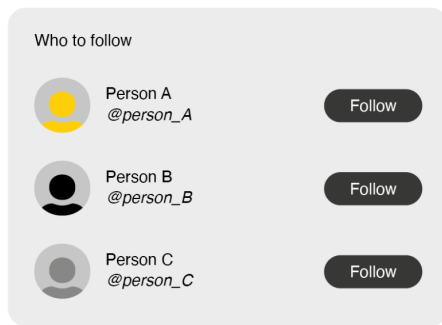 Who to follow
Person A
@person_A
Follow
Person B
@person_B
Follow
Person C
@person_C
Follow